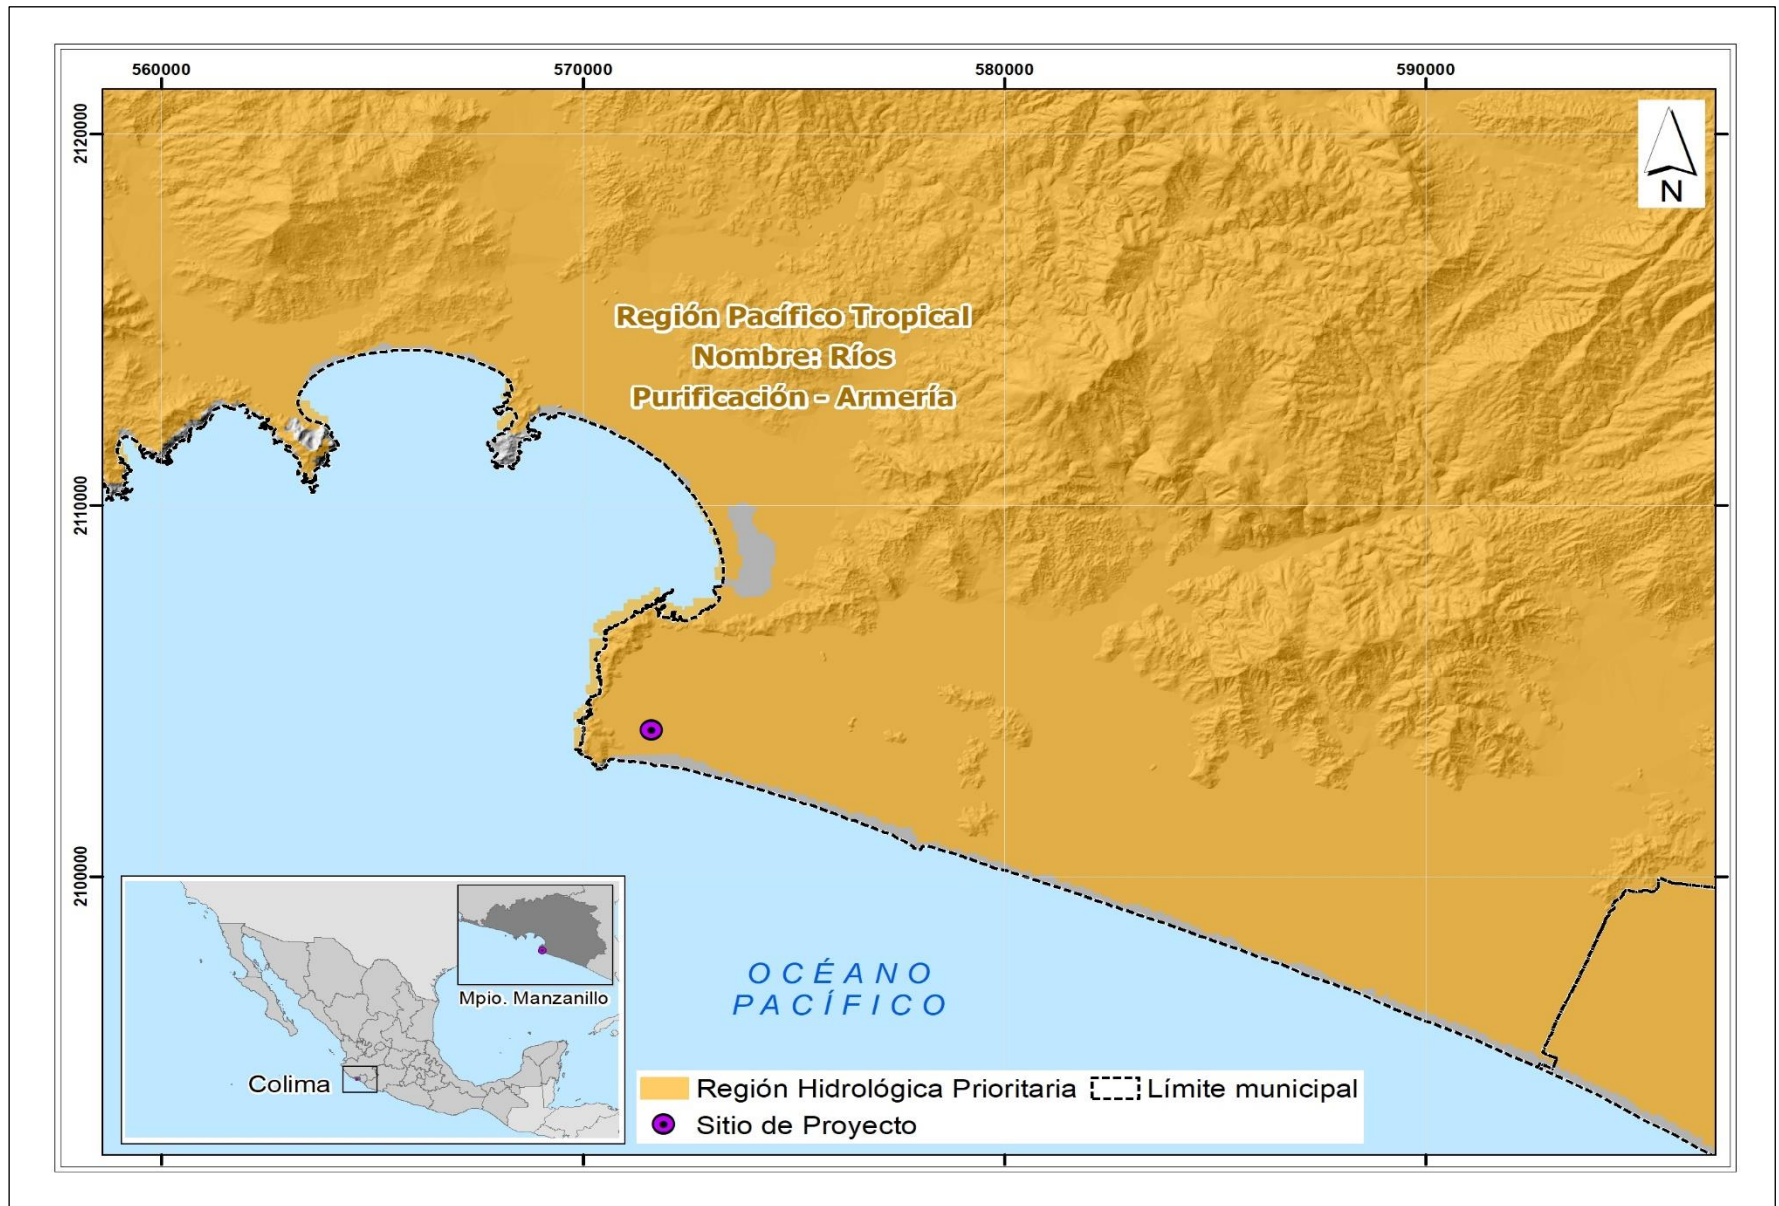 560000
570000
580000
590000
2120000
2110000
2100000
N
Región Pacífico Tropical
Nombre: Ríos
Purificación - Armería
OCÉANO
PACÍFICO
Mpio. Manzanillo
Colima
Región Hidrológica Prioritaria
Límite municipal
Sitio de Proyecto